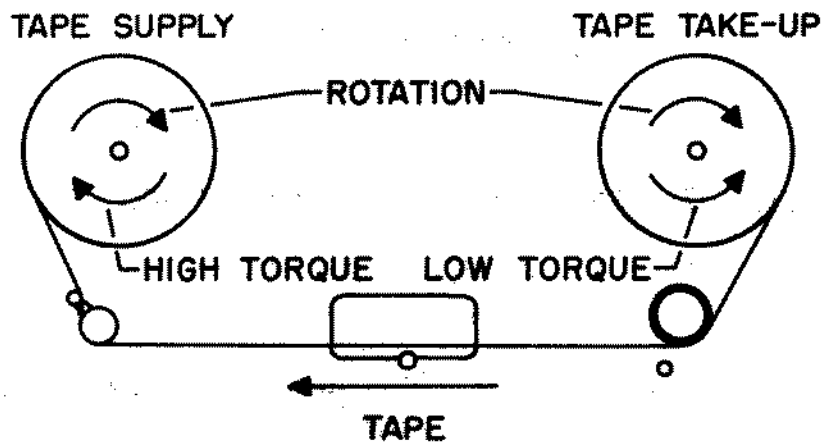 TAPE SUPPLY
TAPE TAKE-UP
ROTATION
HIGH TORQUE
LOW TORQUE
TAPE